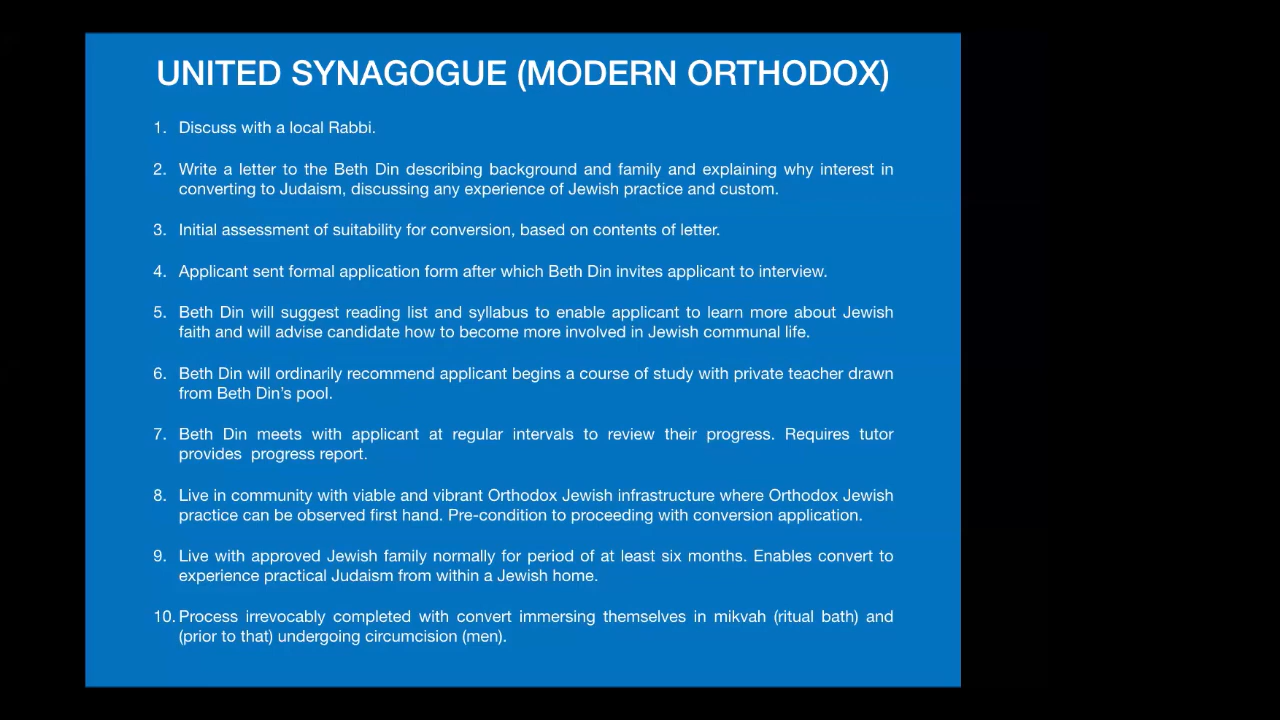 UNITED SYNAGOGUE (MODERN ORTHODOX)
1. Discuss with a local Rabbi.
2. Write a letter to the Beth Din describing background and family and explaining why interest in
converting to Judaism, discussing any experience of Jewish practice and custom.
3. Initial assessment of suitability for conversion, based on contents of letter.
4. Applicant sent formal application form after which Beth Din invites applicant to interview.
5. Beth Din will suggest reading list and syllabus to enable applicant to learn more about Jewish
faith and will advise candidate how to become more involved in Jewish communal life.
6. Beth Din will ordinarily recommend applicant begins a course of study with private teacher drawn
from Beth Din’s pool.
7. Beth Din meets with applicant at regular intervals to review their progress. Requires tutor
provides progress report.
8. Live in community with viable and vibrant Orthodox Jewish infrastructure where Orthodox Jewish
practice can be observed first hand. Pre-condition to proceeding with conversion application.
9. Live with approved Jewish family normally for period of at least six months. Enables convert to
experience practical Judaism from within a Jewish home.
10. Process irrevocably completed with convert immersing themselves in mikvah (ritual bath) and
(prior to that) undergoing circumcision (men).